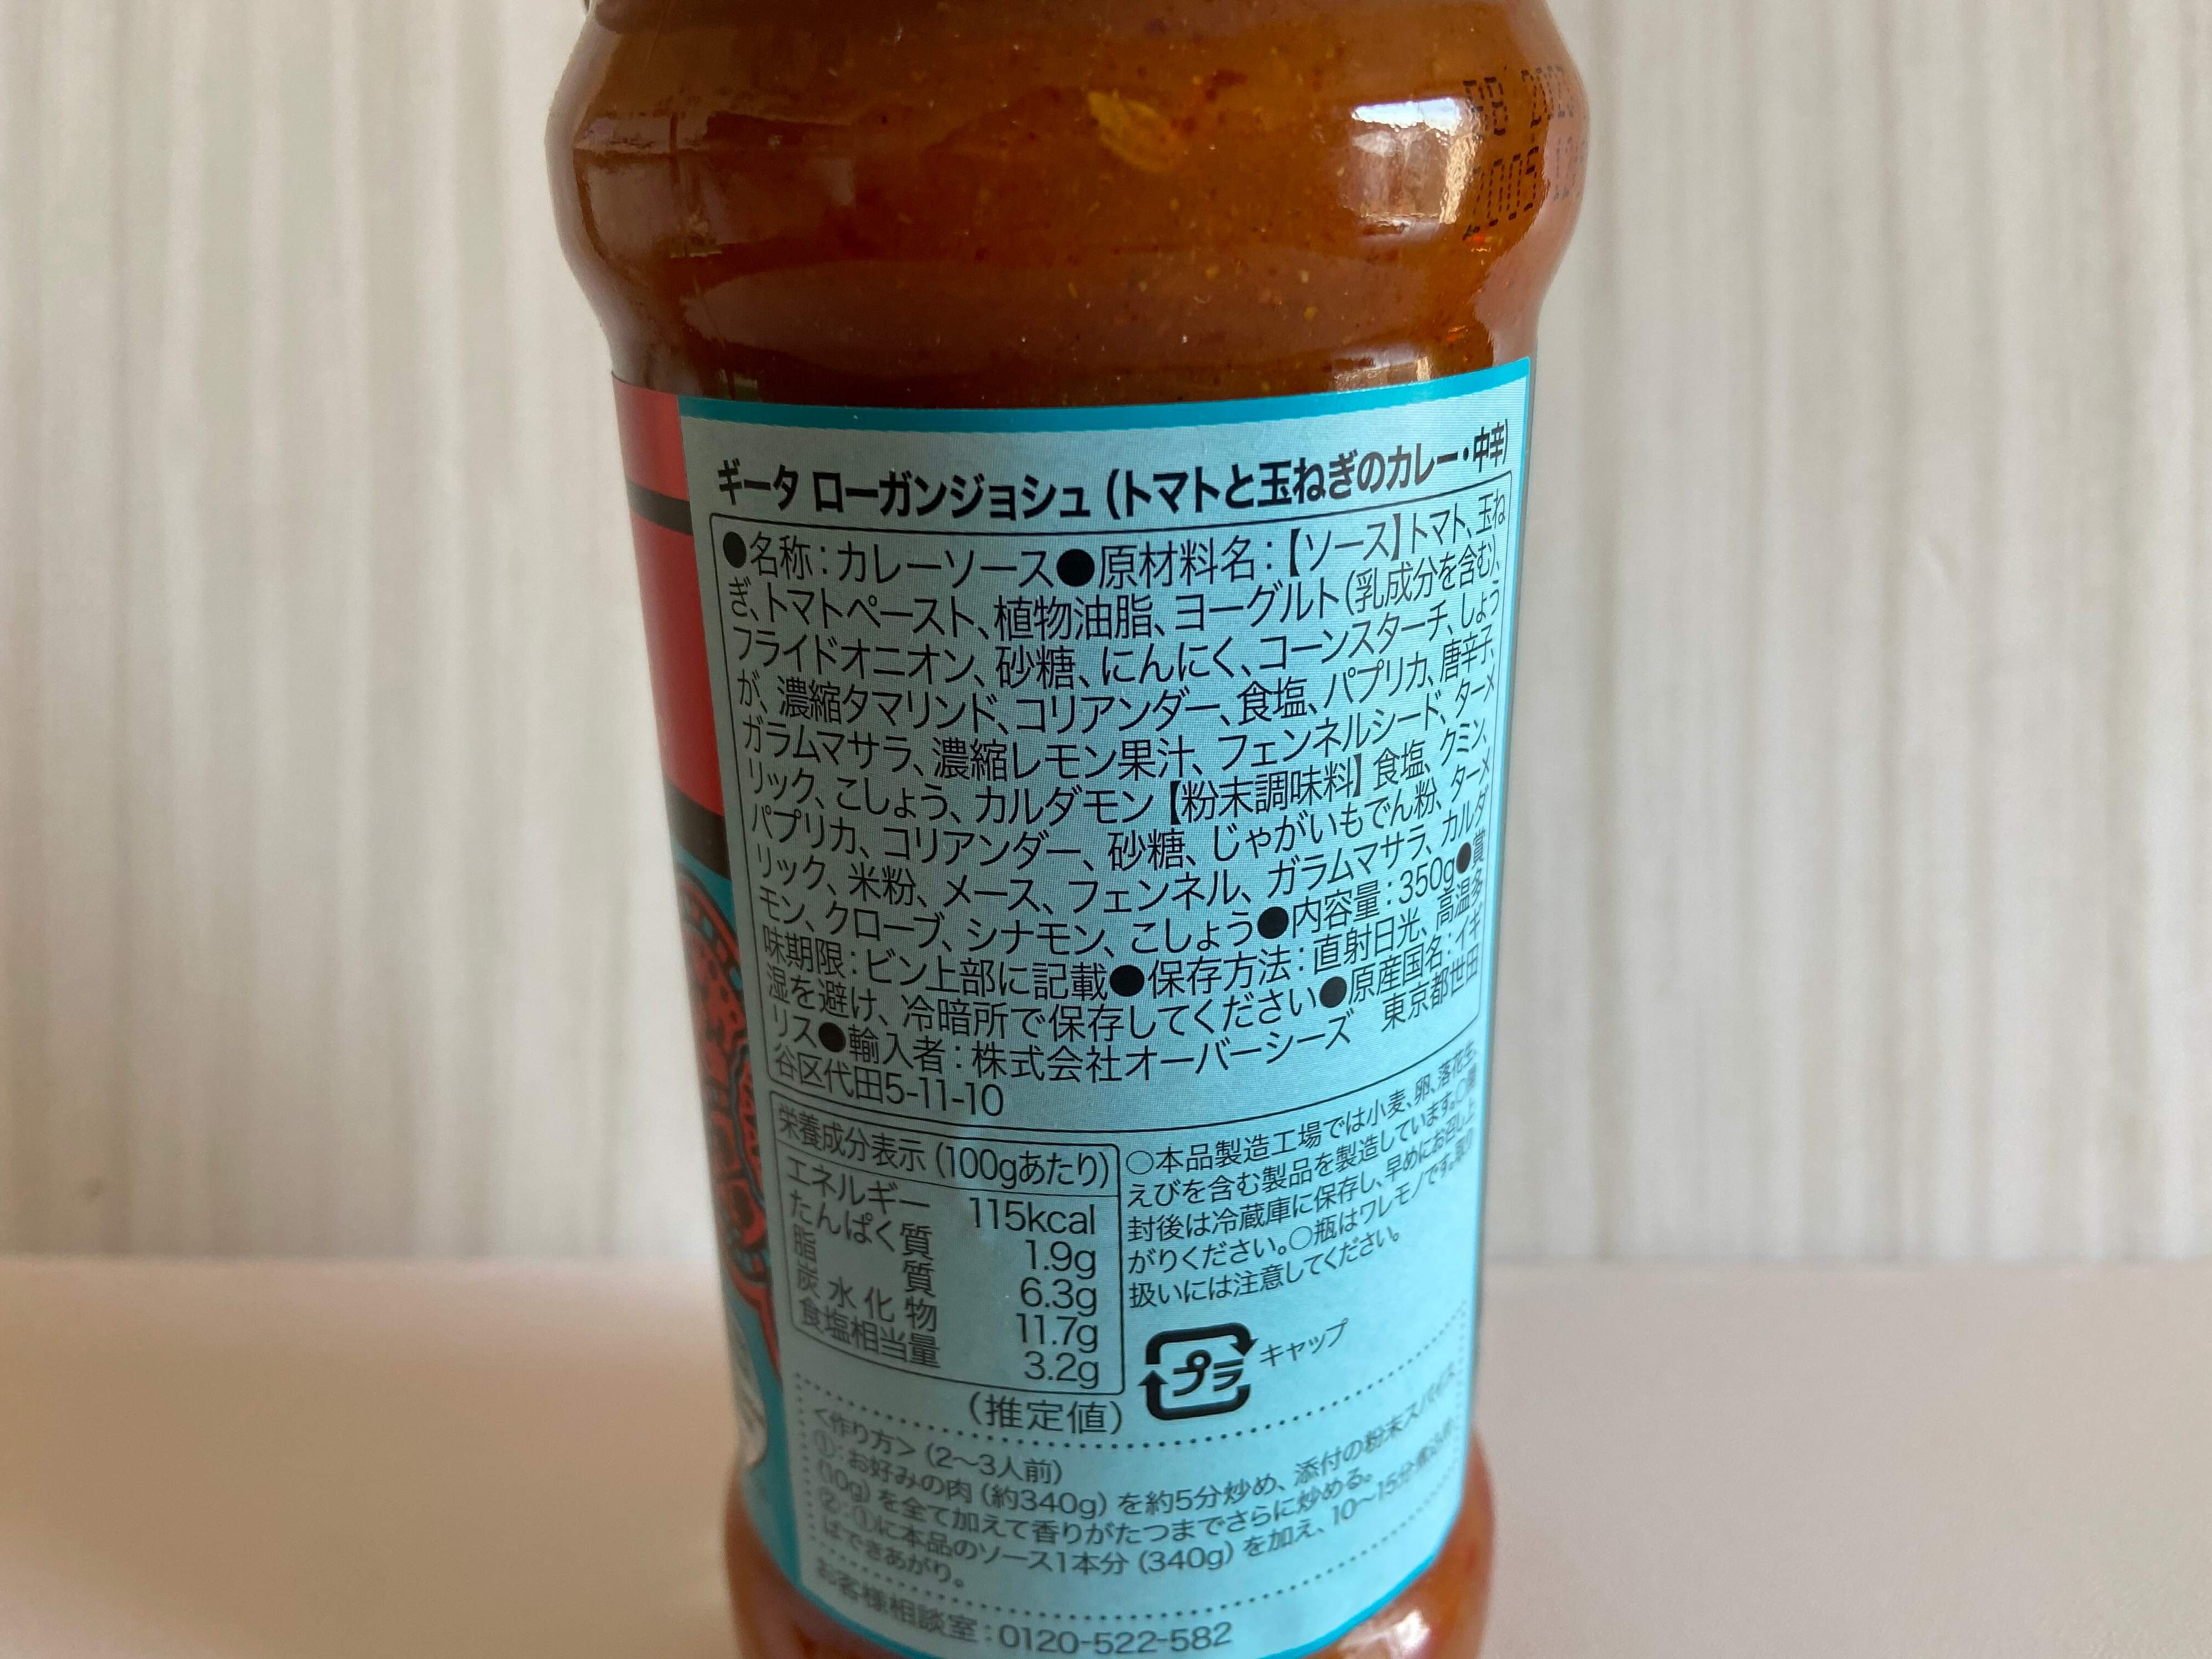 ギータ ローガンジョシュ (トマトと玉ねぎのカレー・中辛)
●名称:カレーソース●原材料名:【ソース】トマト、玉ね
ぎ、トマトペースト、植物油脂、ヨーグルト(乳成分を含む)、
フライドオニオン、砂糖、にんにく、コーンスターチ、しょう
が、濃縮タマリンド、コリアンダー、食塩、パプリカ、唐辛子、
ガラムマサラ、濃縮レモン果汁、フェンネルシード、ターメ
リック、こしょう、カルダモン【粉末調味料】食塩、クミン、
パプリカ、コリアンダー、砂糖、じゃがいもでん粉、ターメ
リック、米粉、メース、フェンネル、ガラムマサラ、カルダ
モン、クローブ、シナモン、こしょう●内容量:350g●賞
味期限:ビン上部に記載●保存方法:直射日光、高温多
湿を避け、冷暗所で保存してください●原産国名:イギ
リス●輸入者:株式会社オーバーシーズ 東京都世田
谷区代田5-11-10
栄養成分表示(100gあたり)
エネルギー 115kcal
たんぱく質 1.9g
脂質 6.3g
炭水化物 11.7g
食塩相当量 3.2g
(推定値)
○本品製造工場では小麦、卵、落花生、
えびを含む製品を製造しています。○開
封後は冷蔵庫に保存し、早めにお召し上
がりください。○瓶はワレモノです。取り
扱いには注意してください。
プラ キャップ
<作り方>(2〜3人前)
①:お好みの肉(約340g)を約5分炒め、添付の粉末スパイス
(10g)を全て加えて香りがたつまでさらに炒める。
②:①に本品のソース1本分(340g)を加え、10〜15分煮込め
ばできあがり。
お客様相談室:0120-522-582